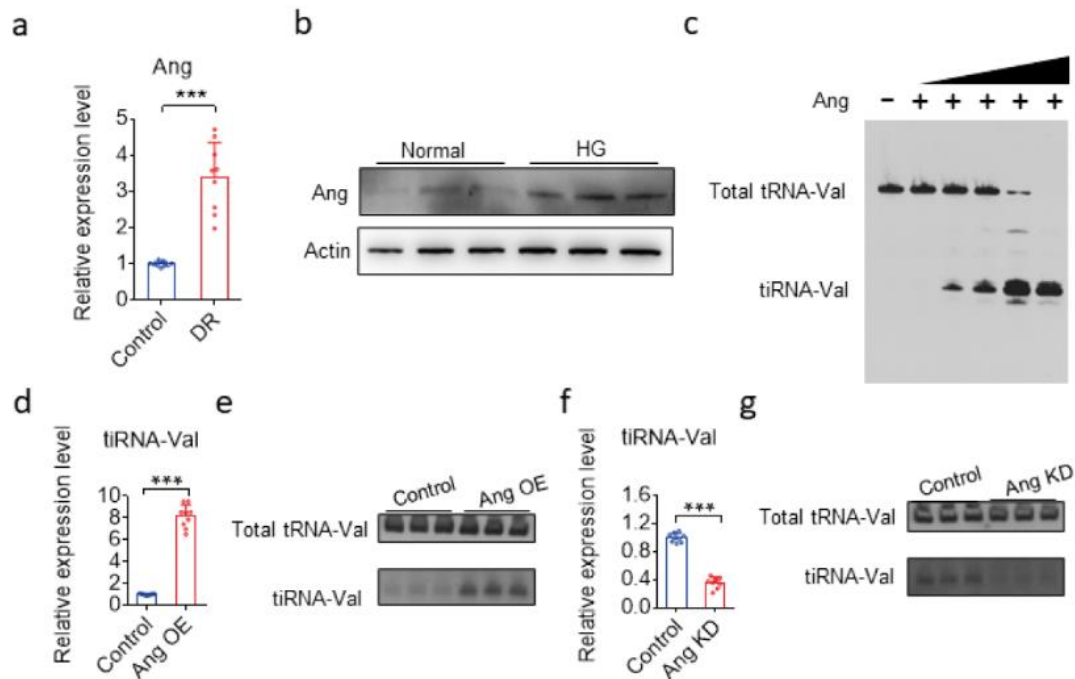 a
Ang
***
Relative expression level
5
4
3
2
1
0
Control
DR
b
Normal HG
Ang
Actin
c
Ang - + + + + +
Total tRNA-Val
tiRNA-Val
d
tiRNA-Val
***
Relative expression level
10
8
6
4
2
0
Control
Ang OE
e
Control Ang OE
Total tRNA-Val
tiRNA-Val
f
tiRNA-Val
***
Relative expression level
1.6
1.2
0.8
0.4
0.0
Control
Ang KD
g
Control Ang KD
Total tRNA-Val
tiRNA-Val